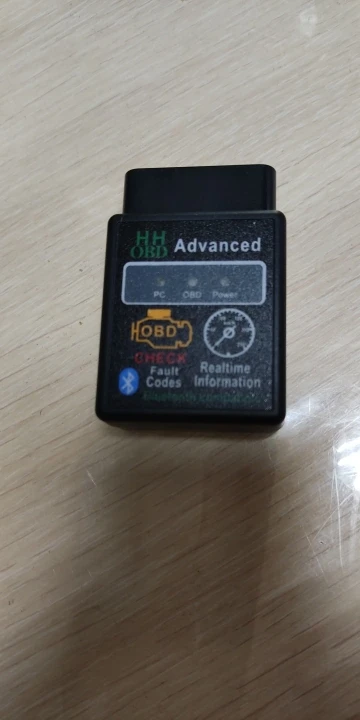 HH
OBD Advanced
PC OBD Power
OBD
CHECK
Fault
Codes
Realtime
Information